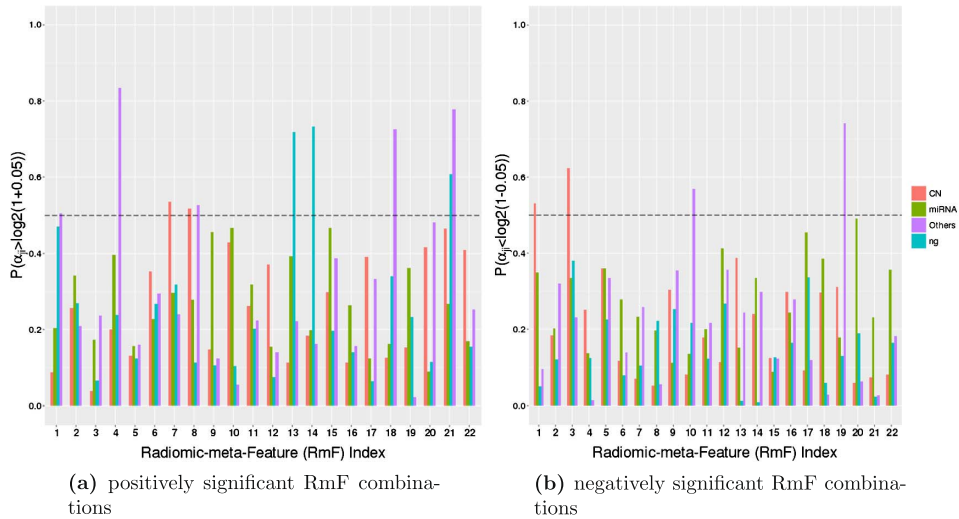 1.0
0.8
0.6
0.4
0.2
0.0
P(αij>log2(1+0.05))
1 2 3 4 5 6 7 8 9 10 11 12 13 14 15 16 17 18 19 20 21 22
Radiomic-meta-Feature (RmF) Index
(a) positively significant RmF combina-
tions
1.0
0.8
0.6
0.4
0.2
0.0
P(αij<log2(1-0.05))
1 2 3 4 5 6 7 8 9 10 11 12 13 14 15 16 17 18 19 20 21 22
Radiomic-meta-Feature (RmF) Index
(b) negatively significant RmF combina-
tions
CN
miRNA
Others
ng